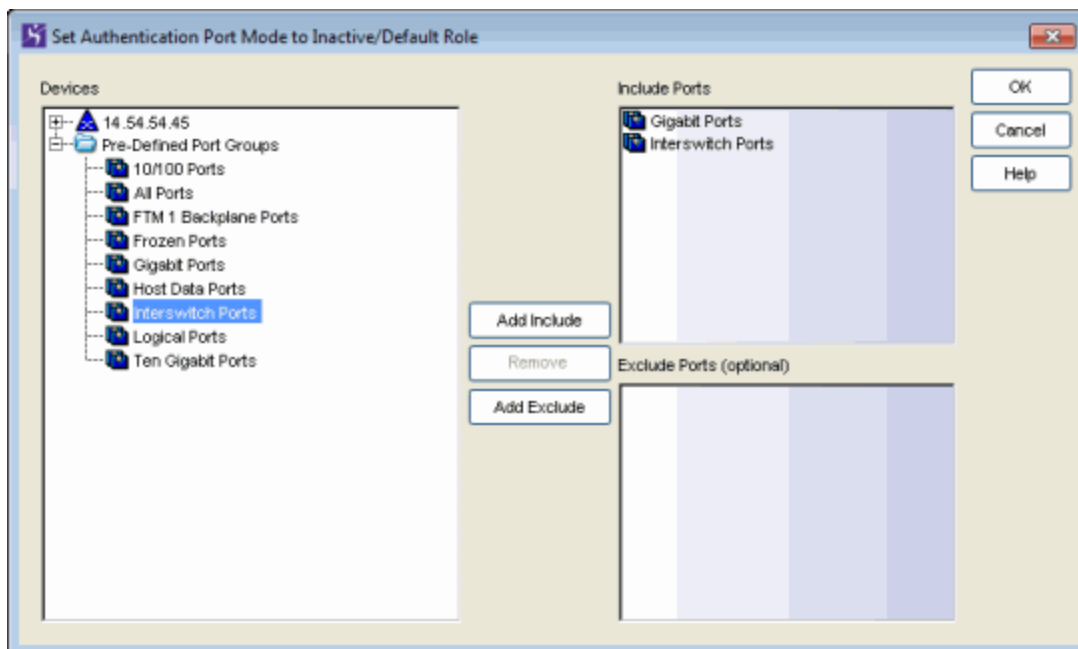 Set Authentication Port Mode to Inactive/Default Role
Devices
14.54.54.45
Pre-Defined Port Groups
10/100 Ports
All Ports
FTM 1 Backplane Ports
Frozen Ports
Gigabit Ports
Host Data Ports
Interswitch Ports
Logical Ports
Ten Gigabit Ports
Add Include
Remove
Add Exclude
Include Ports
Gigabit Ports
Interswitch Ports
Exclude Ports (optional)
OK
Cancel
Help